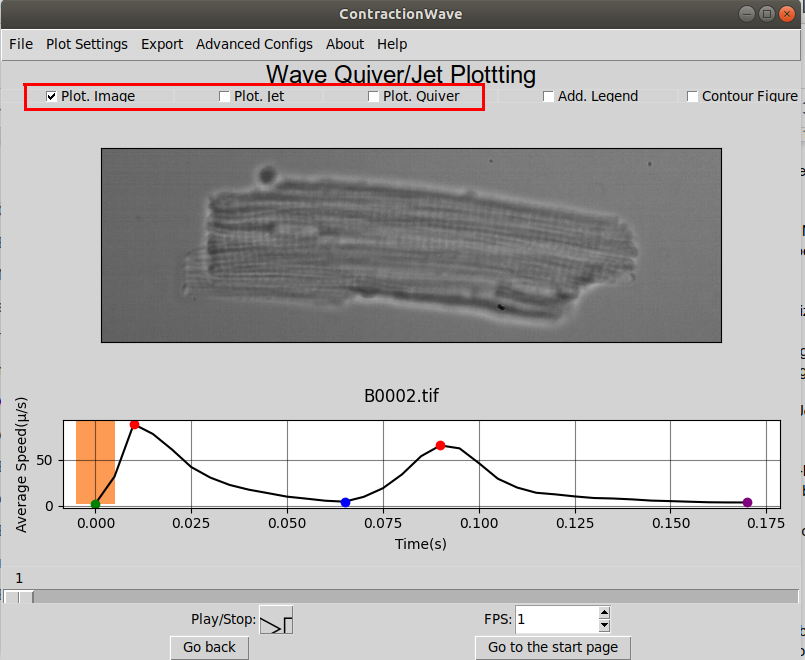 ContractionWave
File Plot Settings Export Advanced Configs About Help
Wave Quiver/Jet Plottting
Plot. Image Plot. Jet Plot. Quiver Add. Legend Contour Figure
B0002.tif
Average Speed(μ/s)
50
0
0.000 0.025 0.050 0.075 0.100 0.125 0.150 0.175
Time(s)
1
Play/Stop: FPS: 1
Go back Go to the start page